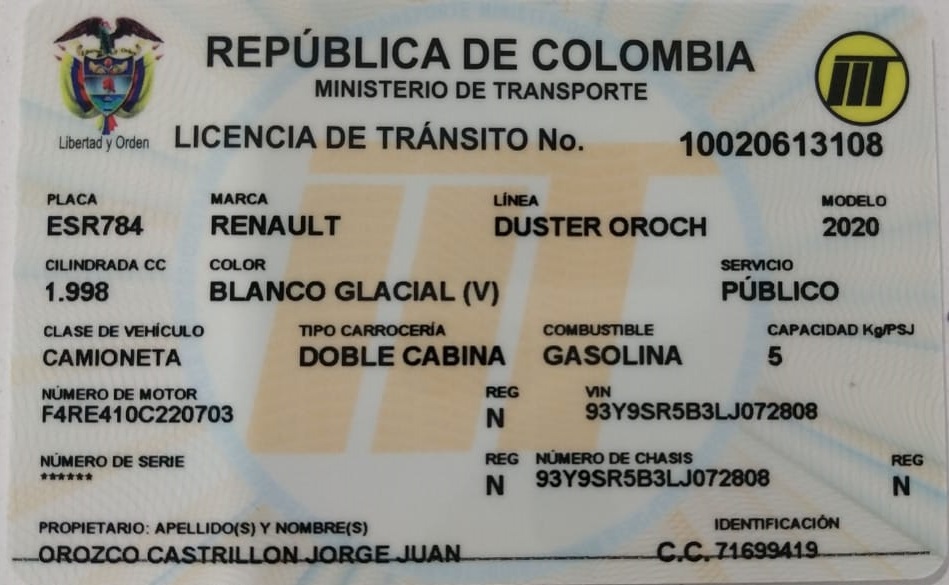 REPÚBLICA DE COLOMBIA
MINISTERIO DE TRANSPORTE
Libertad y Orden
LICENCIA DE TRÁNSITO No. 10020613108
PLACA MARCA LÍNEA MODELO
ESR784 RENAULT DUSTER OROCH 2020
CILINDRADA CC COLOR SERVICIO
1.998 BLANCO GLACIAL (V) PÚBLICO
CLASE DE VEHÍCULO TIPO CARROCERÍA COMBUSTIBLE CAPACIDAD Kg/PSJ
CAMIONETA DOBLE CABINA GASOLINA 5
NÚMERO DE MOTOR REG VIN
F4RE410C220703 N 93Y9SR5B3LJ072808
NÚMERO DE SERIE REG NÚMERO DE CHASIS REG
****** N 93Y9SR5B3LJ072808 N
PROPIETARIO: APELLIDO(S) Y NOMBRE(S) IDENTIFICACIÓN
OROZCO CASTRILLON JORGE JUAN C.C. 71699419